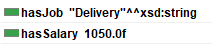 hasJob "Delivery"^^xsd:string
hasSalary 1050.0f